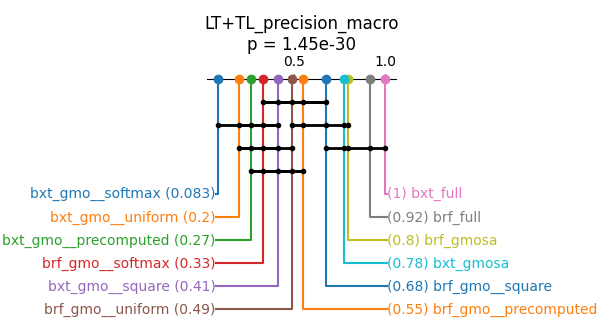 LT+TL_precision_macro
p = 1.45e-30
0.5 1.0
bxt_gmo__softmax (0.083) (1) bxt_full
bxt_gmo__uniform (0.2) (0.92) brf_full
bxt_gmo__precomputed (0.27) (0.8) brf_gmosa
brf_gmo__softmax (0.33) (0.78) bxt_gmosa
bxt_gmo__square (0.41) (0.68) brf_gmo__square
brf_gmo__uniform (0.49) (0.55) brf_gmo__precomputed